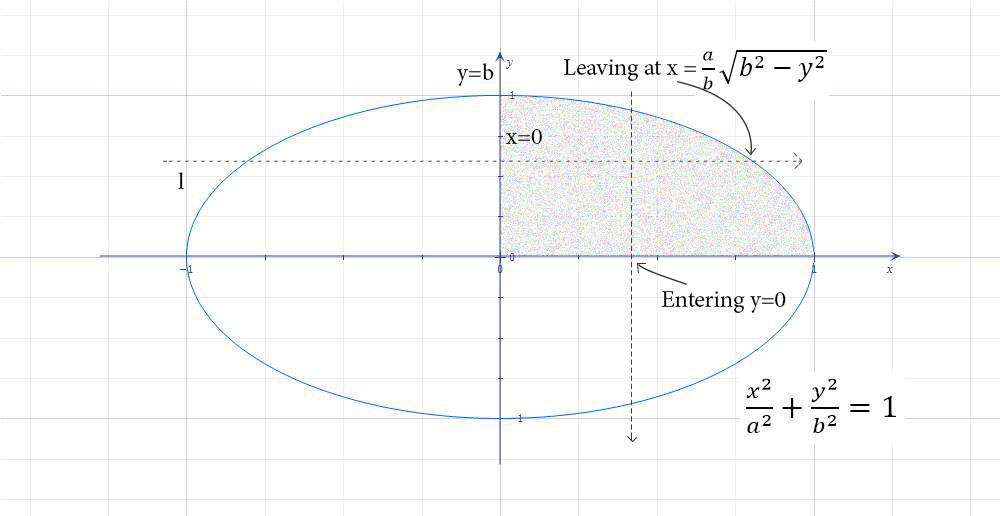 y=b
y
Leaving at x = a/b √(b² − y²)
1
x=0
l
−1
0
0
1
x
Entering y=0
1
x²/a² + y²/b² = 1